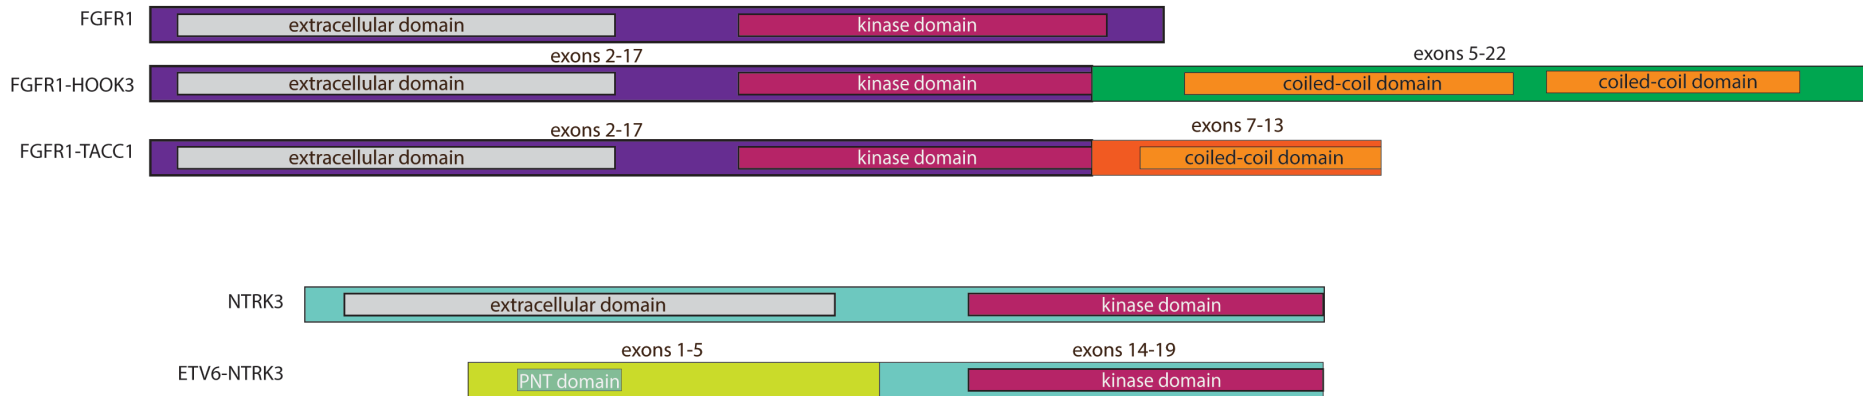 FGFR1 extracellular domain kinase domain
exons 2-17 exons 5-22
FGFR1-HOOK3 extracellular domain kinase domain coiled-coil domain coiled-coil domain
exons 2-17 exons 7-13
FGFR1-TACC1 extracellular domain kinase domain coiled-coil domain
NTRK3 extracellular domain kinase domain
exons 1-5 exons 14-19
ETV6-NTRK3 PNT domain kinase domain